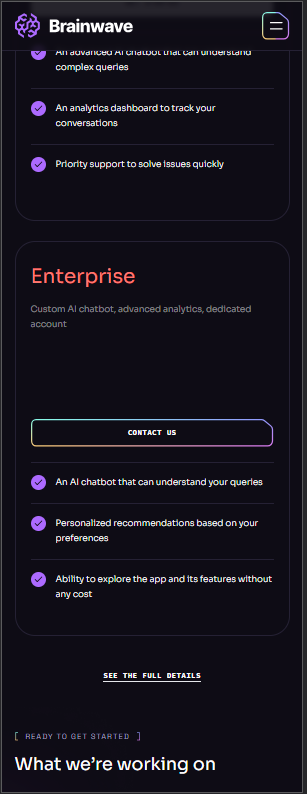 Brainwave
An advanced AI chatbot that can understand
complex queries
An analytics dashboard to track your
conversations
Priority support to solve issues quickly
Enterprise
Custom AI chatbot, advanced analytics, dedicated
account
CONTACT US
An AI chatbot that can understand your queries
Personalized recommendations based on your
preferences
Ability to explore the app and its features without
any cost
SEE THE FULL DETAILS
[ READY TO GET STARTED ]
What we’re working on